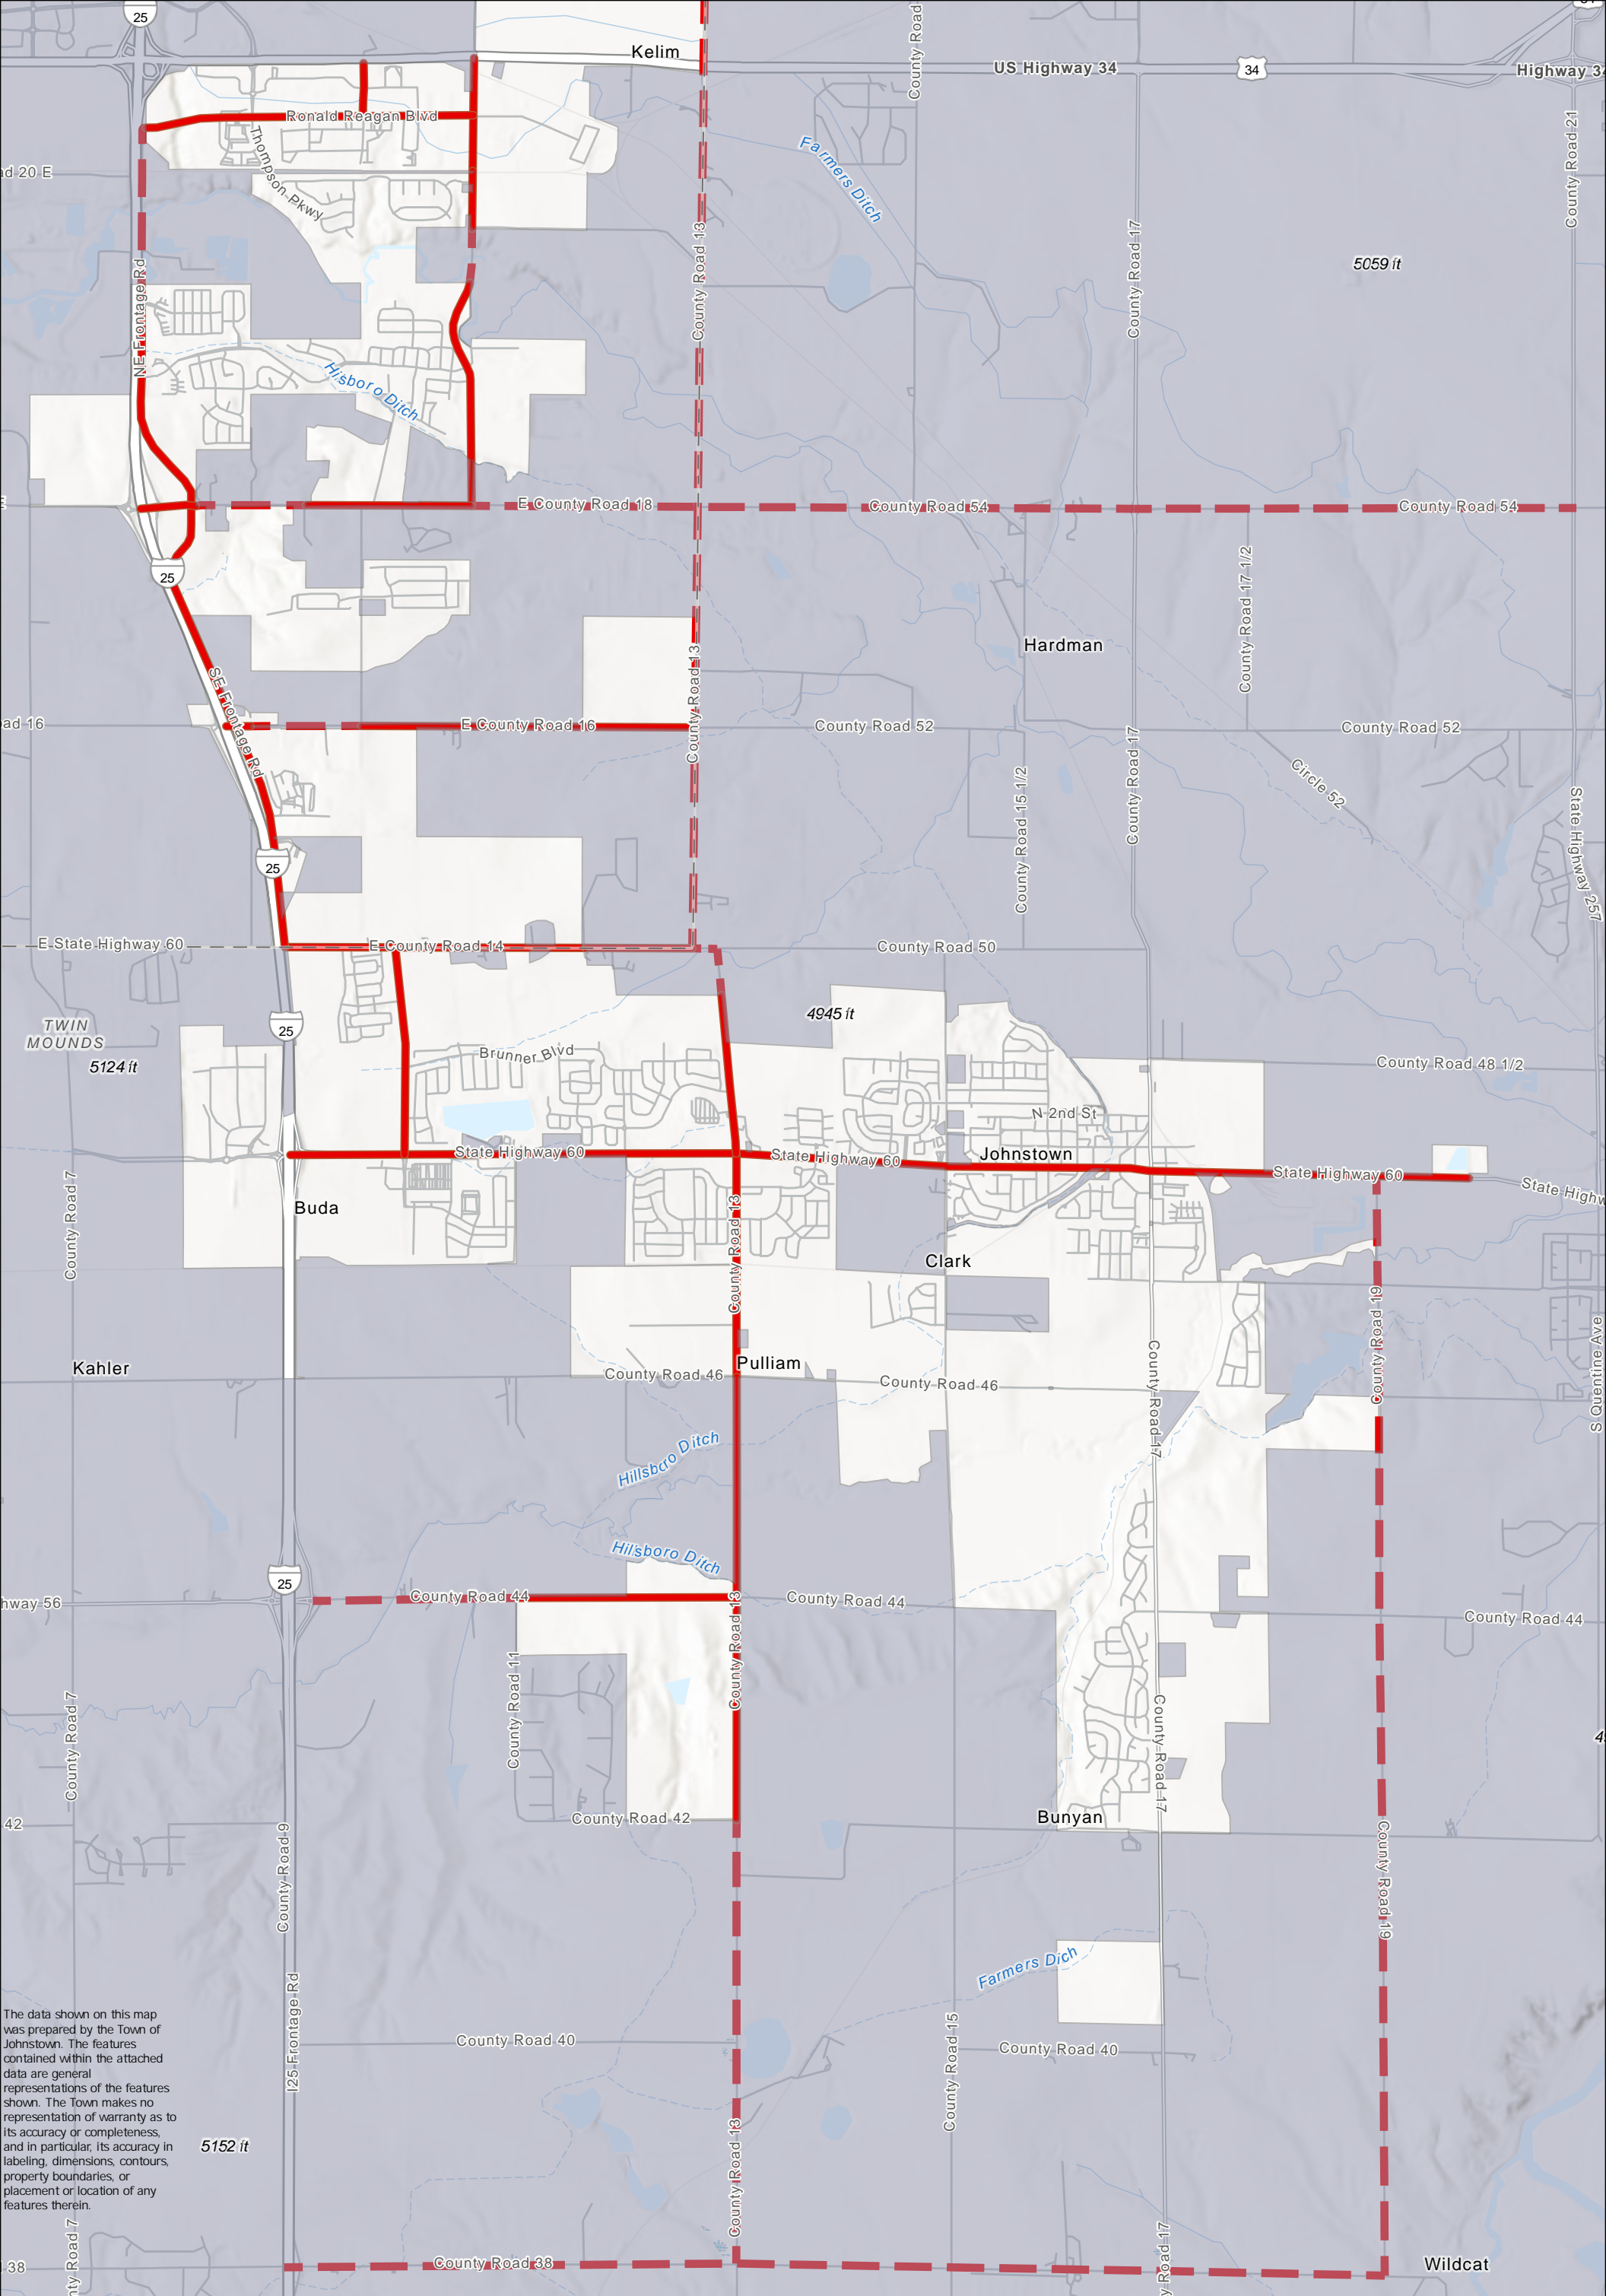 25
Kelim
US Highway 34
34
Highway 34
County Road
Ronald Reagan Blvd
Thompson Pkwy
Farmers Ditch
County Road 21
ad 20 E
County Road 13
County Road 17
5059 ft
NE Frontage Rd
Hisboro Ditch
E
E County Road 18
County Road 54
County Road 54
25
County Road 17 1/2
Hardman
SE Frontage Rd
County Road 13
oad 16
E County Road 16
County Road 52
County Road 52
County Road 17
Circle 52
County Road 15 1/2
State Highway 257
25
E State Highway 60
E County Road 14
County Road 50
TWIN
MOUNDS
25
4945 ft
5124 ft
Brunner Blvd
County Road 48 1/2
N 2nd St
State Highway 60
State Highway 60
Johnstown
State Highway 60
State Highw
County Road 7
Buda
County Road 13
Clark
County Road 19
S Quentine Ave
Kahler
Pulliam
County Road 46
County Road 46
County Road 17
Hillsboro Ditch
Hilsboro Ditch
25
hway 56
County Road 44
County Road 44
County Road 44
County Road 13
County Road 11
County Road 7
County Road 17
42
County Road 42
Bunyan
County Road 9
County Road 19
Farmers Dich
I25 Frontage Rd
County Road 40
County Road 40
County Road 15
The data shown on this map
was prepared by the Town of
Johnstown. The features
contained within the attached
data are general
representations of the features
shown. The Town makes no
representation of warranty as to
its accuracy or completeness,
and in particular, its accuracy in
labeling, dimensions, contours,
property boundaries, or
placement or location of any
features therein.
5152 ft
County Road 13
38
nty Road 7
County Road 38
y Road 17
Wildcat